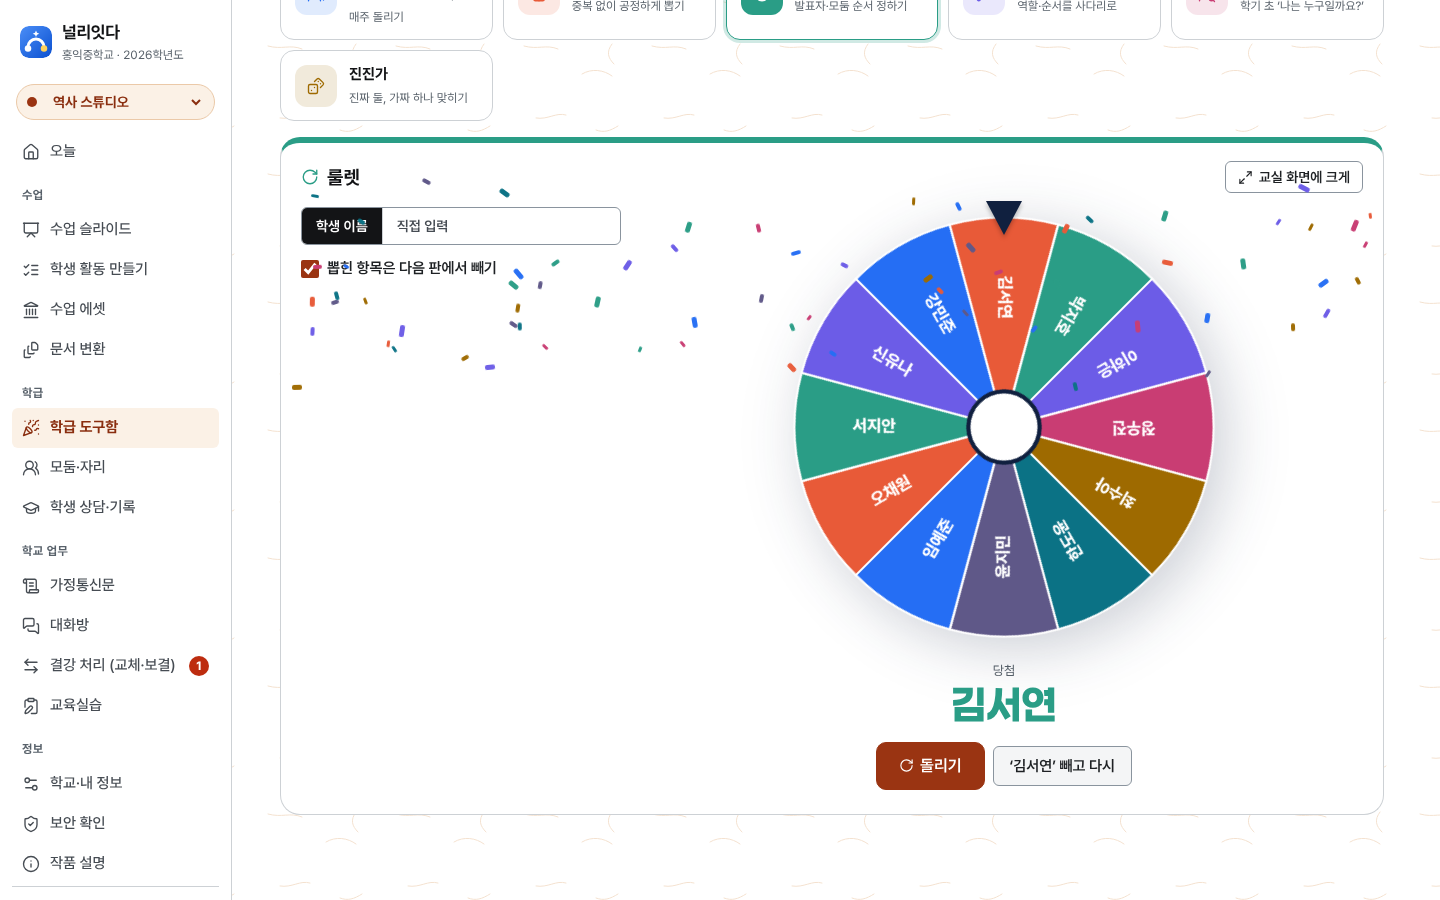 널리잇다
홍익중학교 · 2026학년도
역사 스튜디오
오늘
수업
수업 슬라이드
학생 활동 만들기
수업 에셋
문서 변환
학급
학급 도구함
모둠·자리
학생 상담·기록
학교 업무
가정통신문
대화방
결강 처리 (교체·보결)
1
교육실습
정보
학교·내 정보
보안 확인
작품 설명
매주 돌리기
중복 없이 공정하게 뽑기
발표자·모둠 순서 정하기
역할·순서를 사다리로
학기 초 ‘나는 누구일까요?’
진진가
진짜 둘, 가짜 하나 맞히기
룰렛
교실 화면에 크게
학생 이름
직접 입력
뽑힌 항목은 다음 판에서 빼기
김서연
박지호
이하은
정우진
최수아
한도윤
윤지민
임예준
오채원
서지안
신유나
강민준
당첨
김서연
돌리기
‘김서연’ 빼고 다시